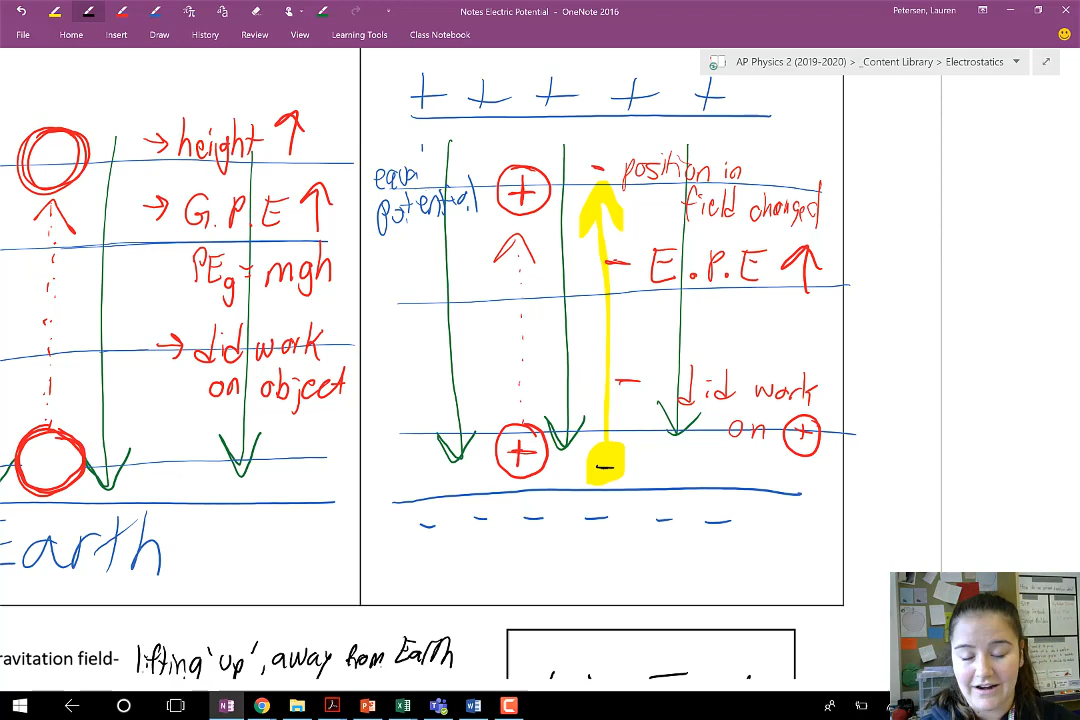 Notes Electric Potential - OneNote 2016
Petersen, Lauren
File Home Insert Draw History Review View Learning Tools Class Notebook
AP Physics 2 (2019-2020) > _Content Library > Electrostatics
→ height ↑
→ G.P.E ↑
PEg = mgh
→ did work
on object
Earth
+ + + + +
equi
potential
+
- position in
field changed
- E.P.E ↑
- did work
on +
+
-
- - - - - -
ravitation field- lifting 'up', away from Earth